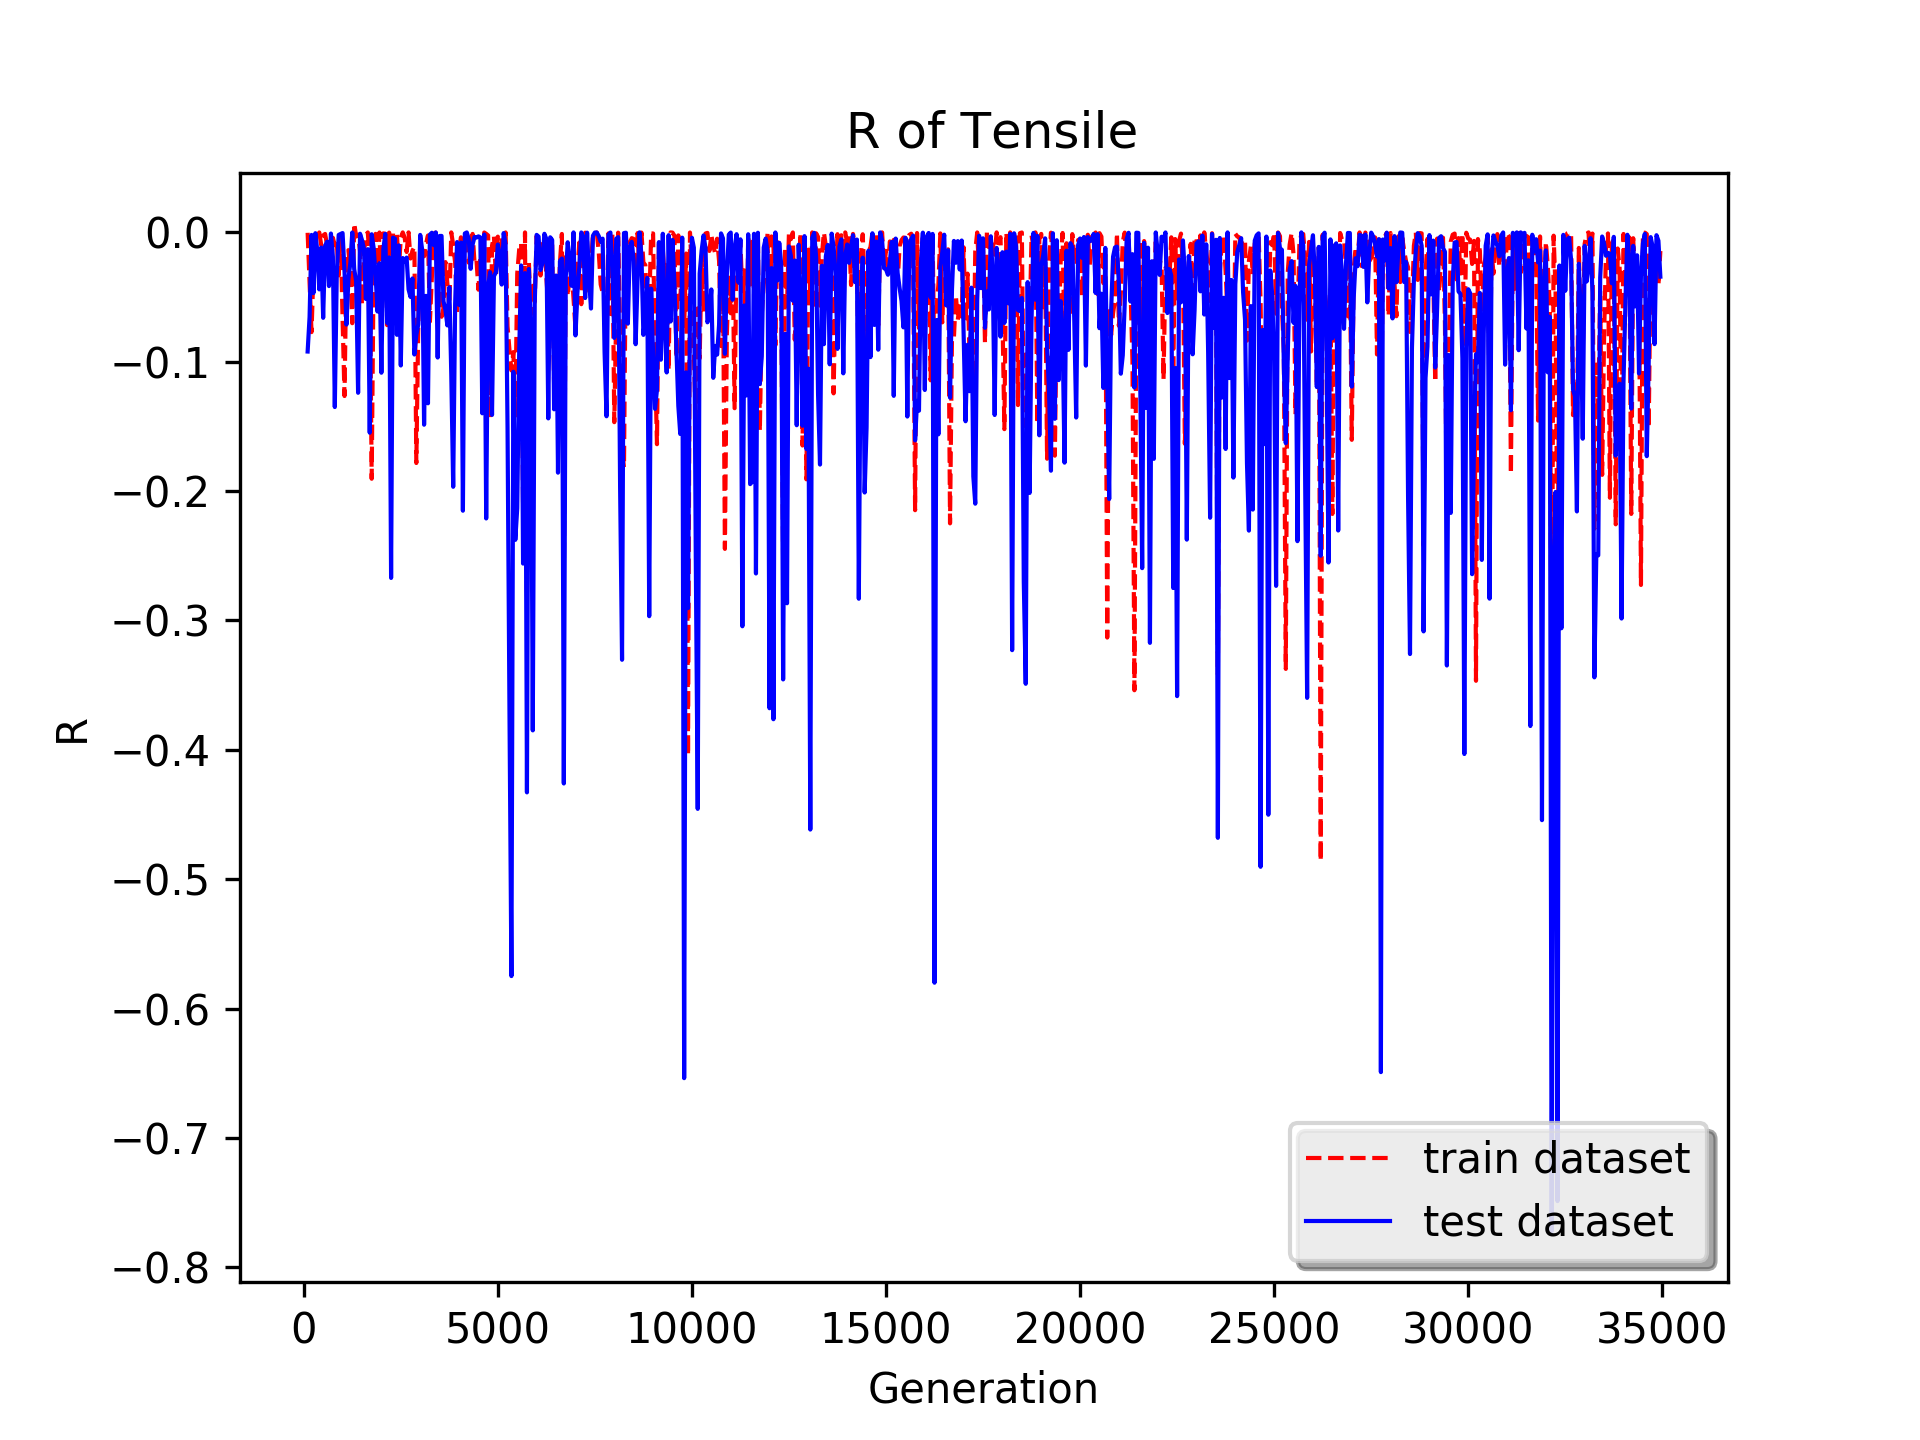 R of Tensile
R
0.0
−0.1
−0.2
−0.3
−0.4
−0.5
−0.6
−0.7
−0.8
0 5000 10000 15000 20000 25000 30000 35000
Generation
train dataset
test dataset